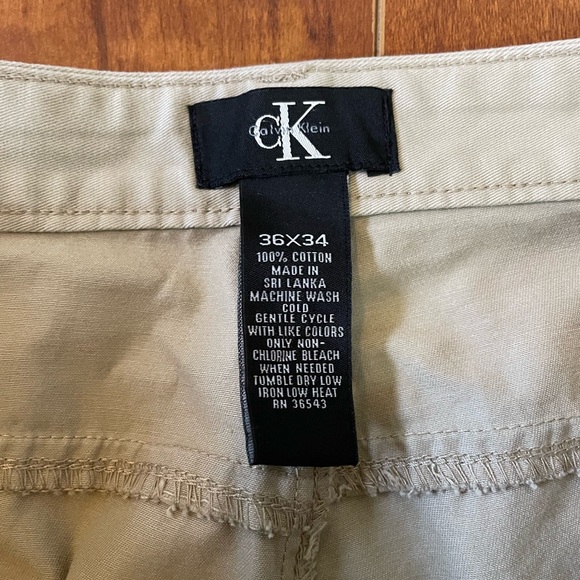 cK
Calvin Klein
36X34
100% COTTON
MADE IN
SRI LANKA
MACHINE WASH
COLD
GENTLE CYCLE
WITH LIKE COLORS
ONLY NON-
CHLORINE BLEACH
WHEN NEEDED
TUMBLE DRY LOW
IRON LOW HEAT
RN 36543